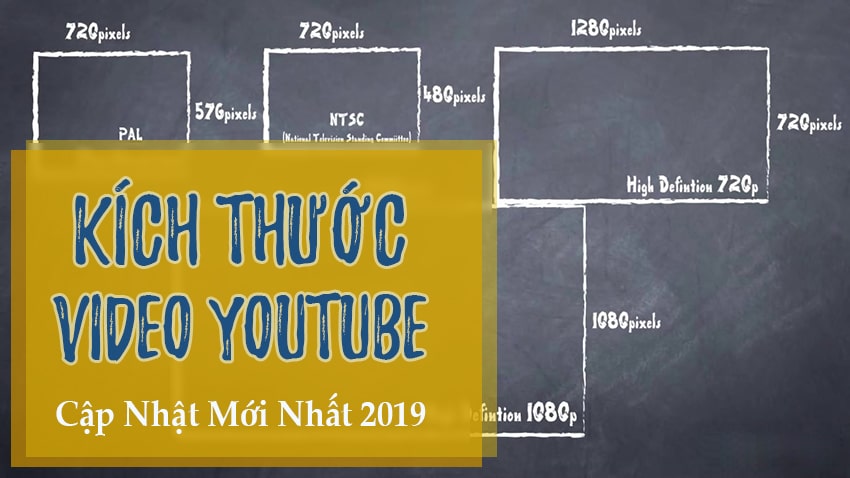 720pixels
720pixels
1280pixels
576pixels
480pixels
720pixels
PAL
NTSC
(National Television Standing Committee)
High Defintion 720p
KÍCH THƯỚC
VIDEO YOUTUBE
1080pixels
Cập Nhật Mới Nhất 2019
Defintion 1080p